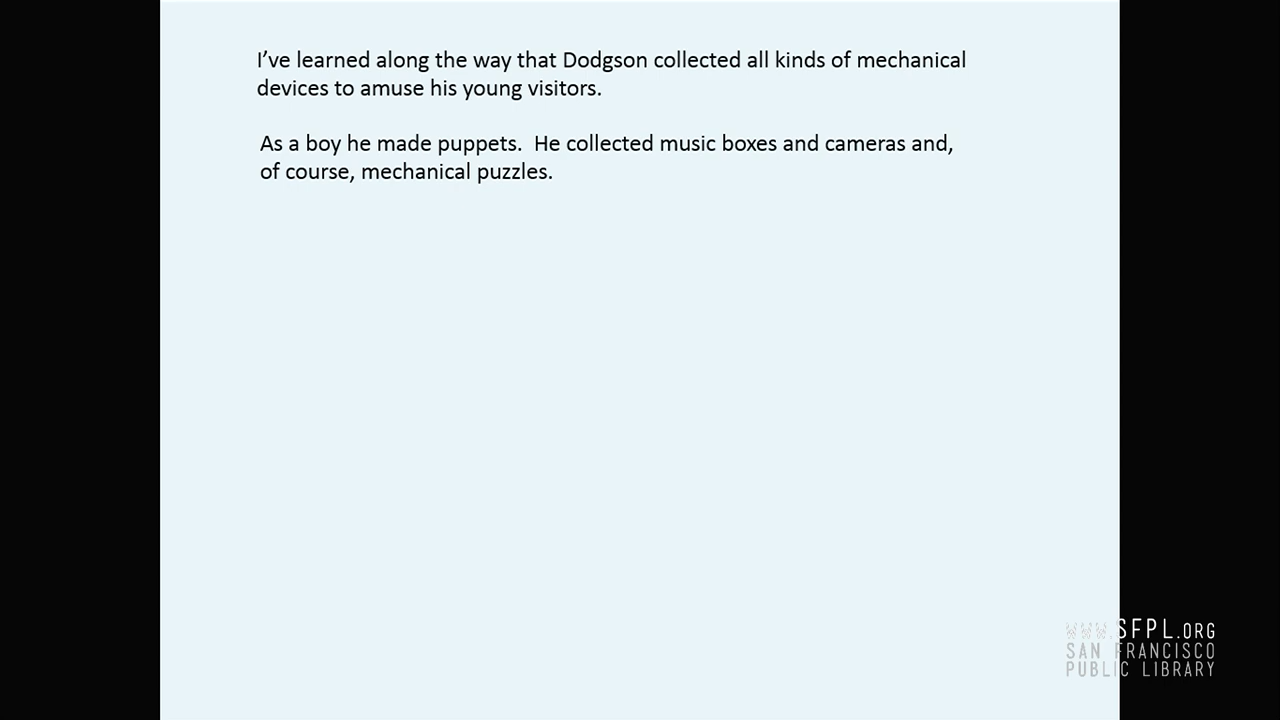 I've learned along the way that Dodgson collected all kinds of mechanical
devices to amuse his young visitors.
As a boy he made puppets.  He collected music boxes and cameras and,
of course, mechanical puzzles.
WWW.SFPL.ORG
SAN FRANCISCO
PUBLIC LIBRARY